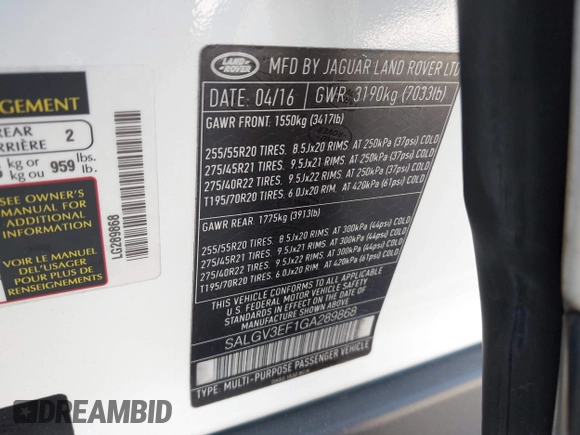 GEMENT
REAR
RRIÈRE
2
kg or
kg ou
959
lbs.
lb.
SEE OWNER'S
MANUAL FOR
ADDITIONAL
INFORMATION
VOIR LE MANUEL
DE L'USAGER
POUR PLUS DE
LG289868
LAND ROVER
MFD BY JAGUAR LAND ROVER LTD
DATE: 04/16
GWR: 3190kg (7033lb)
GAWR FRONT: 1550kg (3417lb)
255/55R20 TIRES. 8.5Jx20 RIMS AT 250kPa (37psi) COLD
275/45R21 TIRES. 9.5Jx21 RIMS AT 250kPa (37psi) COLD
275/40R22 TIRES. 9.5Jx22 RIMS AT 250kPa (37psi) COLD
T195/70R20 TIRES. 6.0Jx20 RIM. AT 420kPa (61psi) COLD
GAWR REAR: 1775kg (3913lb)
255/55R20 TIRES. 8.5Jx20 RIMS AT 300kPa (44psi) COLD
275/45R21 TIRES. 9.5Jx21 RIMS AT 300kPa (44psi) COLD
275/40R22 TIRES. 9.5Jx22 RIMS AT 300kPa (44psi) COLD
T195/70R20 TIRES. 6.0Jx20 RIM. AT 420kPa (61psi) COLD
THIS VEHICLE CONFORMS TO ALL APPLICABLE
U.S FEDERAL MOTOR VEHICLE SAFETY AND
THEFT PREVENTION STANDARDS IN EFFECT ON
THE DATE OF MANUFACTURE SHOWN ABOVE.
SALGV3EF1GA289868
TYPE: MULTI-PURPOSE PASSENGER VEHICLE
DREAMBID